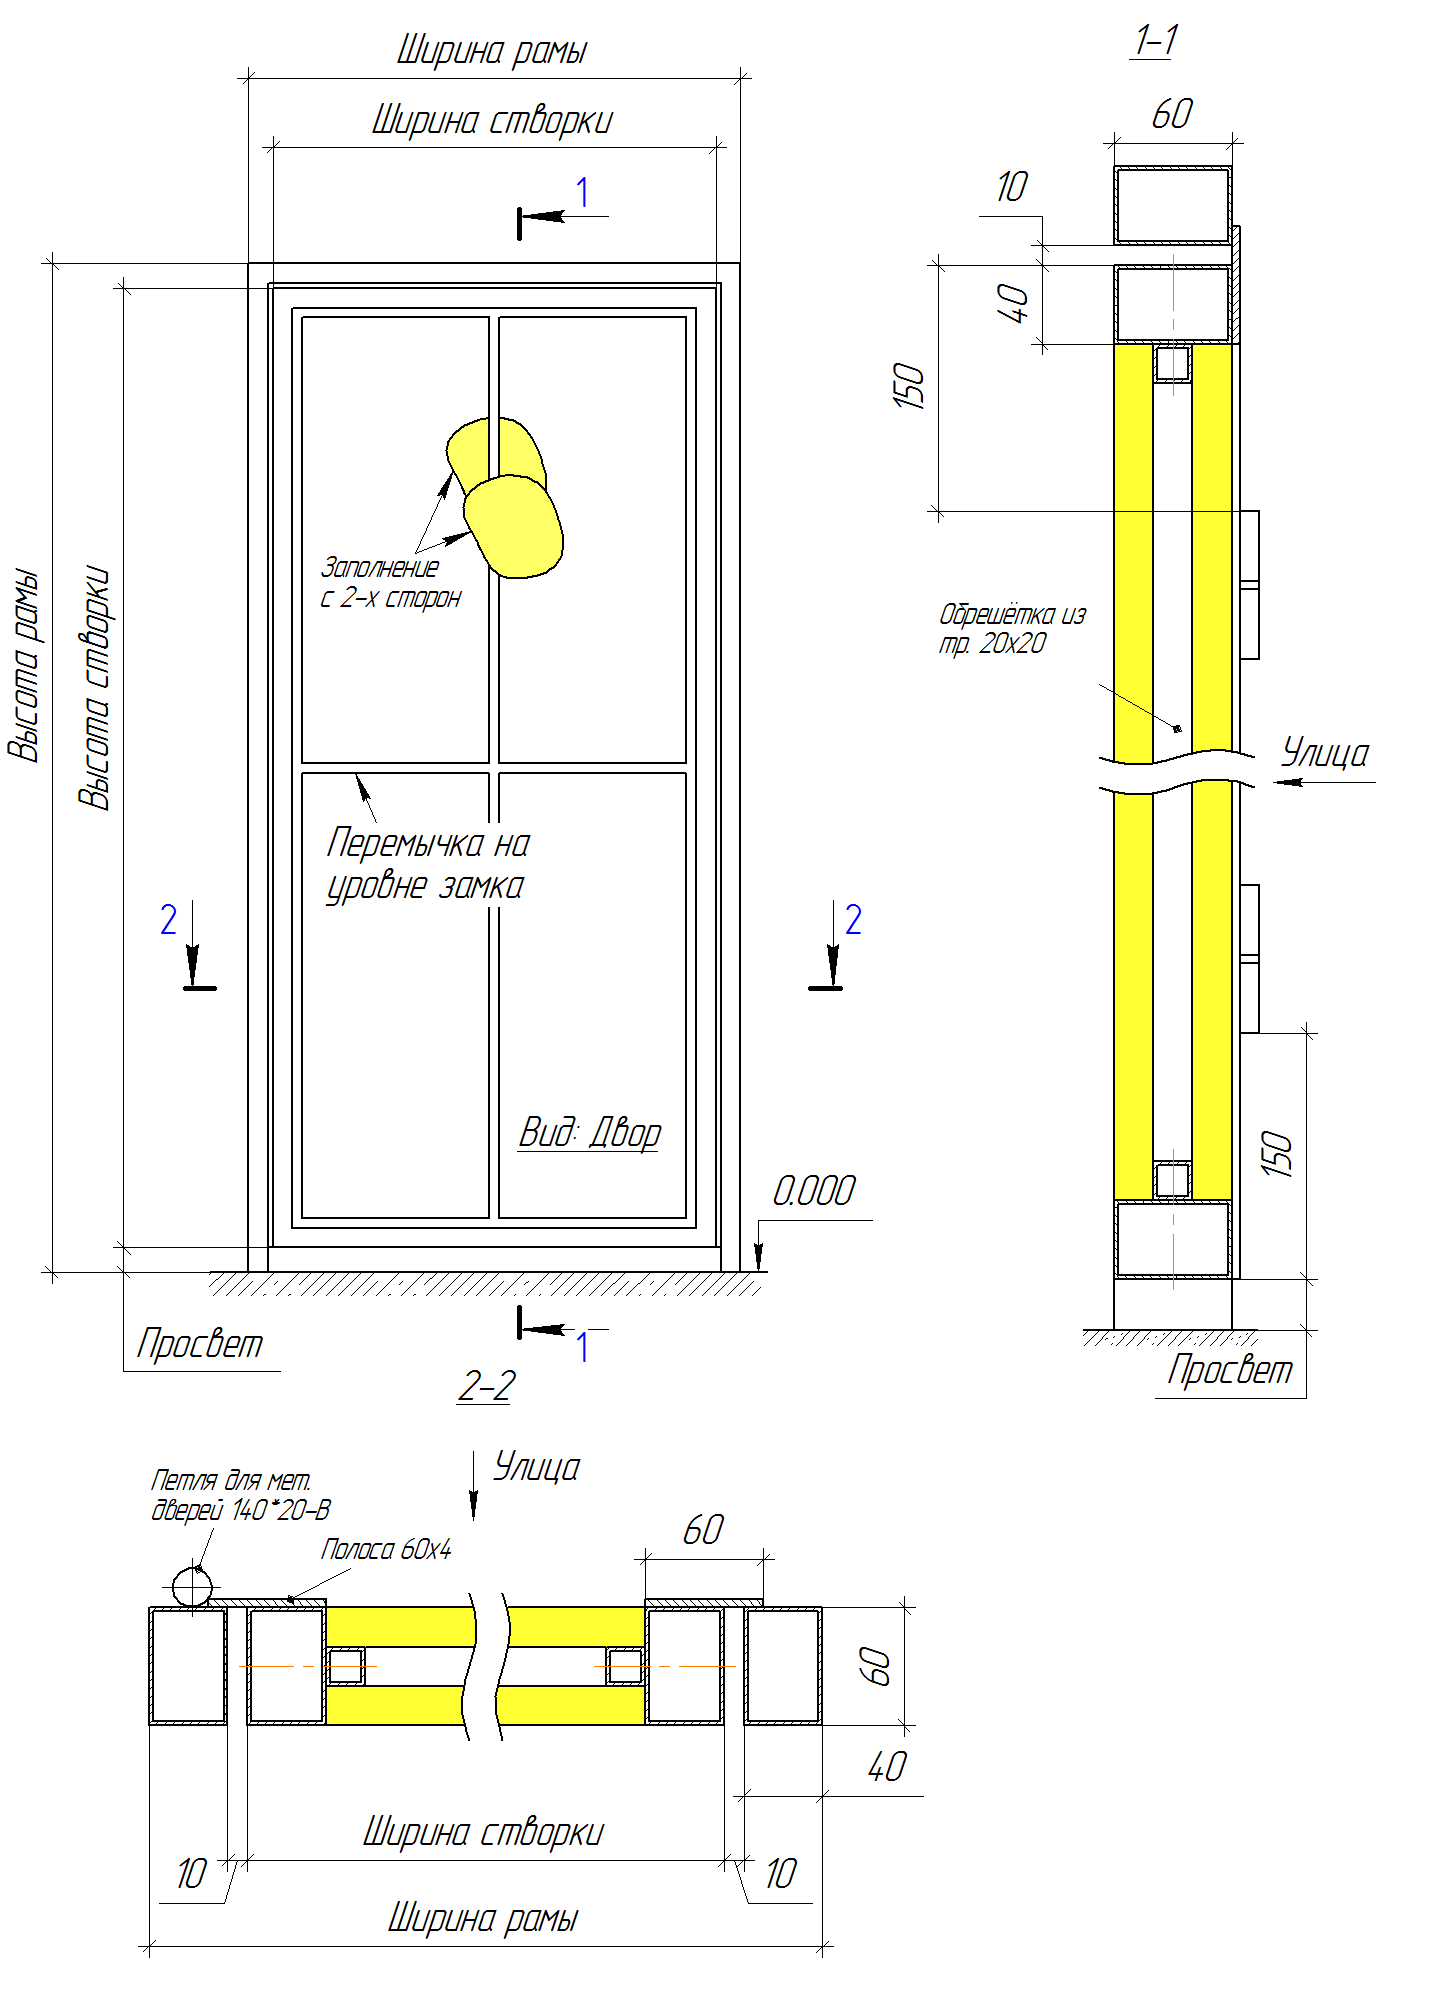 Ширина рамы
Ширина створки
1
Высота рамы
Высота створки
Заполнение
с 2-х сторон
Перемычка на
уровне замка
2
2
Вид: Двор
0.000
Просвет
1
1-1
60
10
40
150
Обрешётка из
тр. 20х20
Улица
150
Просвет
2-2
Улица
Петля для мет.
дверей 140*20-В
Полоса 60х4
60
60
40
Ширина створки
10
10
Ширина рамы